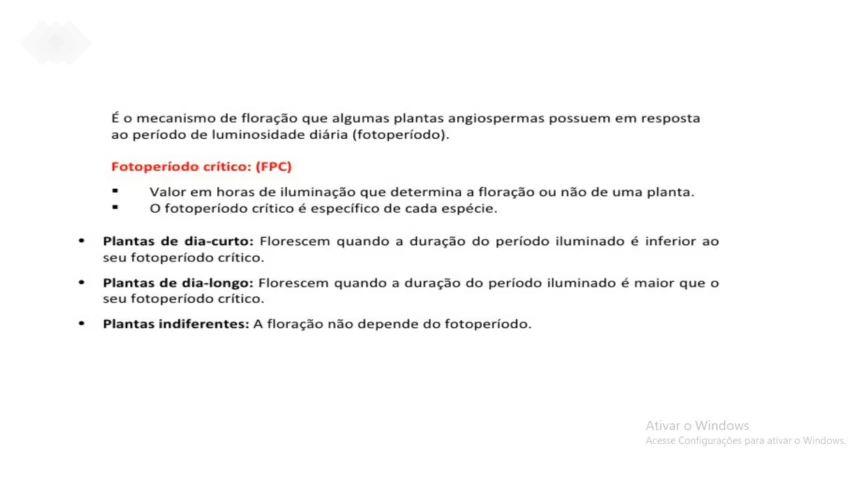 É o mecanismo de floração que algumas plantas angiospermas possuem em resposta
ao período de luminosidade diária (fotoperíodo).
Fotoperíodo crítico: (FPC)
▪ Valor em horas de iluminação que determina a floração ou não de uma planta.
▪ O fotoperíodo crítico é específico de cada espécie.
• Plantas de dia-curto: Florescem quando a duração do período iluminado é inferior ao
seu fotoperíodo crítico.
• Plantas de dia-longo: Florescem quando a duração do período iluminado é maior que o
seu fotoperíodo crítico.
• Plantas indiferentes: A floração não depende do fotoperíodo.
Ativar o Windows
Acesse Configurações para ativar o Windows.